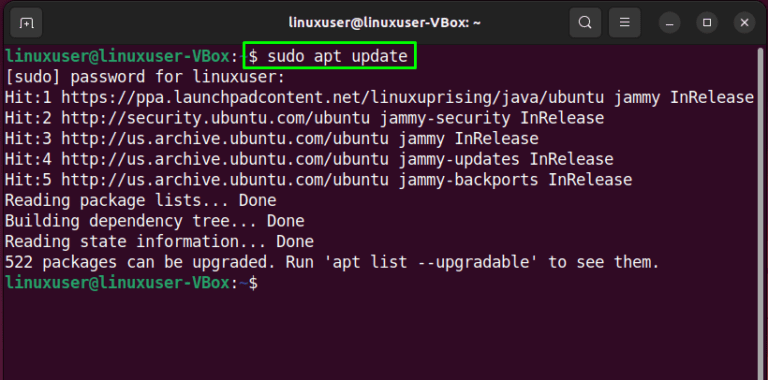 linuxuser@linuxuser-VBox: ~
linuxuser@linuxuser-VBox:~$ sudo apt update
[sudo] password for linuxuser:
Hit:1 https://ppa.launchpadcontent.net/linuxuprising/java/ubuntu jammy InRelease
Hit:2 http://security.ubuntu.com/ubuntu jammy-security InRelease
Hit:3 http://us.archive.ubuntu.com/ubuntu jammy InRelease
Hit:4 http://us.archive.ubuntu.com/ubuntu jammy-updates InRelease
Hit:5 http://us.archive.ubuntu.com/ubuntu jammy-backports InRelease
Reading package lists... Done
Building dependency tree... Done
Reading state information... Done
522 packages can be upgraded. Run 'apt list --upgradable' to see them.
linuxuser@linuxuser-VBox:~$